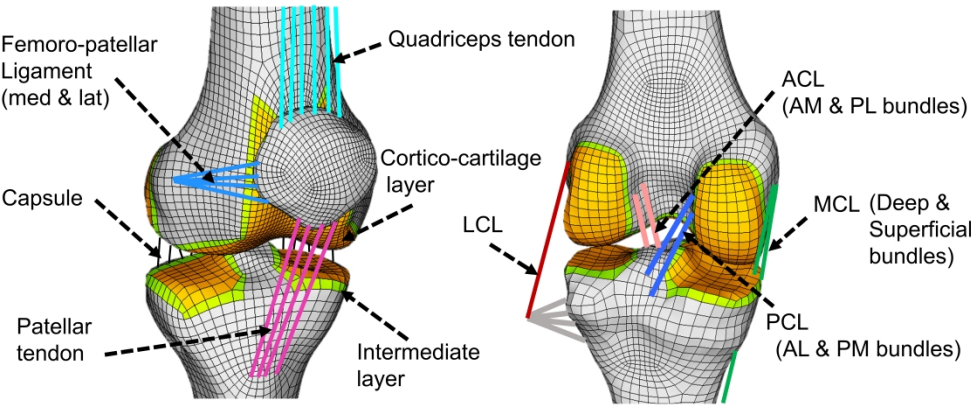 Femoro-patellar
Ligament
(med & lat)
Quadriceps tendon
Cortico-cartilage
layer
Capsule
Patellar
tendon
Intermediate
layer
ACL
(AM & PL bundles)
LCL
MCL (Deep &
Superficial
bundles)
PCL
(AL & PM bundles)